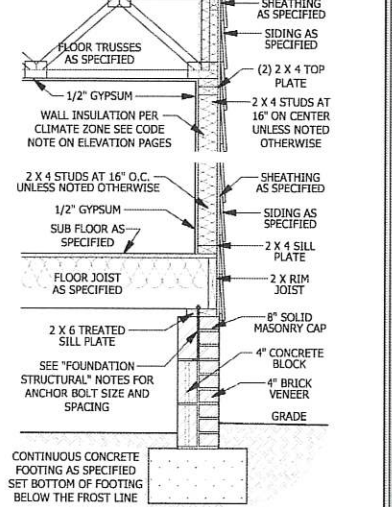 SHEATHING
AS SPECIFIED
SIDING AS
SPECIFIED
FLOOR TRUSSES
AS SPECIFIED
(2) 2 X 4 TOP
PLATE
1/2" GYPSUM
2 X 4 STUDS AT
16" ON CENTER
UNLESS NOTED
OTHERWISE
WALL INSULATION PER
CLIMATE ZONE SEE CODE
NOTE ON ELEVATION PAGES
2 X 4 STUDS AT 16" O.C.
UNLESS NOTED OTHERWISE
SHEATHING
AS SPECIFIED
1/2" GYPSUM
SIDING AS
SPECIFIED
SUB FLOOR AS
SPECIFIED
2 X 4 SILL
PLATE
FLOOR JOIST
AS SPECIFIED
2 X RIM
JOIST
2 X 6 TREATED
SILL PLATE
8" SOLID
MASONRY CAP
SEE "FOUNDATION
STRUCTURAL" NOTES FOR
ANCHOR BOLT SIZE AND
SPACING
4" CONCRETE
BLOCK
4" BRICK
VENEER
GRADE
CONTINUOUS CONCRETE
FOOTING AS SPECIFIED
SET BOTTOM OF FOOTING
BELOW THE FROST LINE